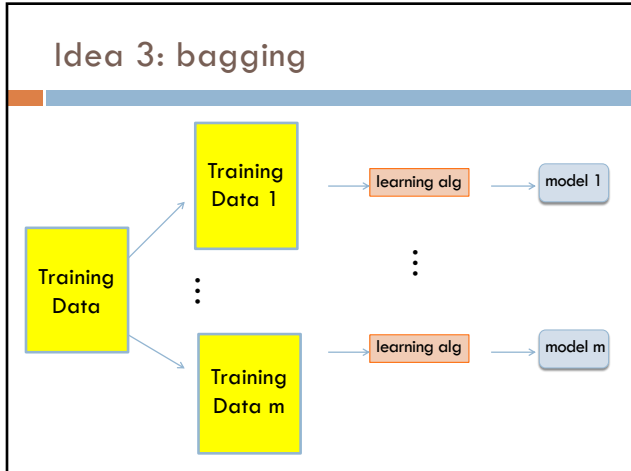 Idea 3: bagging
Training
Data
Training
Data 1
learning alg
model 1
Training
Data m
learning alg
model m